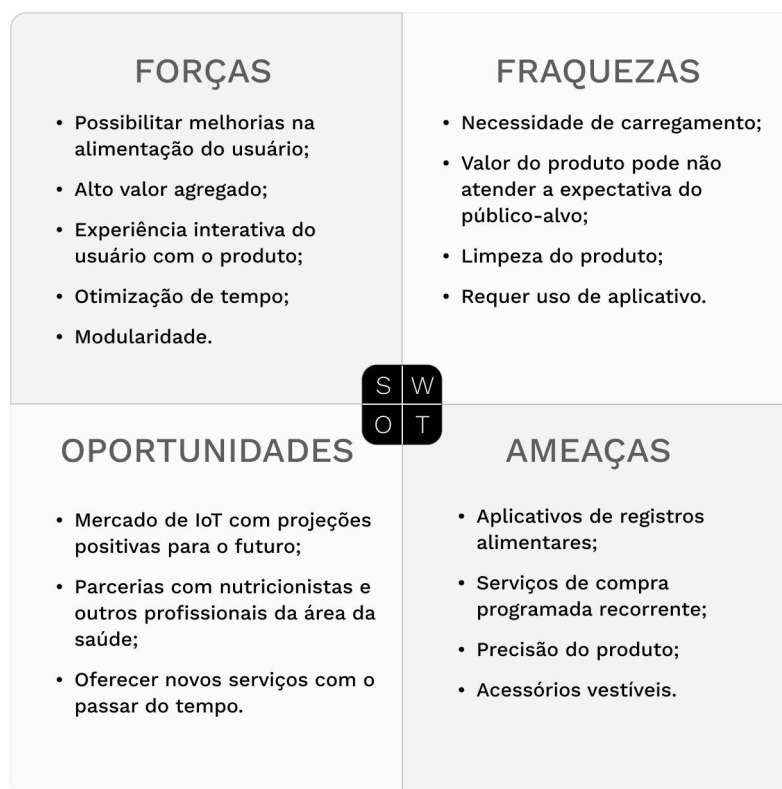 FORÇAS
• Possibilitar melhorias na
alimentação do usuário;
• Alto valor agregado;
• Experiência interativa do
usuário com o produto;
• Otimização de tempo;
• Modularidade.
FRAQUEZAS
• Necessidade de carregamento;
• Valor do produto pode não
atender a expectativa do
público-alvo;
• Limpeza do produto;
• Requer uso de aplicativo.
S W
O T
OPORTUNIDADES
• Mercado de IoT com projeções
positivas para o futuro;
• Parcerias com nutricionistas e
outros profissionais da área da
saúde;
• Oferecer novos serviços com o
passar do tempo.
AMEAÇAS
• Aplicativos de registros
alimentares;
• Serviços de compra
programada recorrente;
• Precisão do produto;
• Acessórios vestíveis.